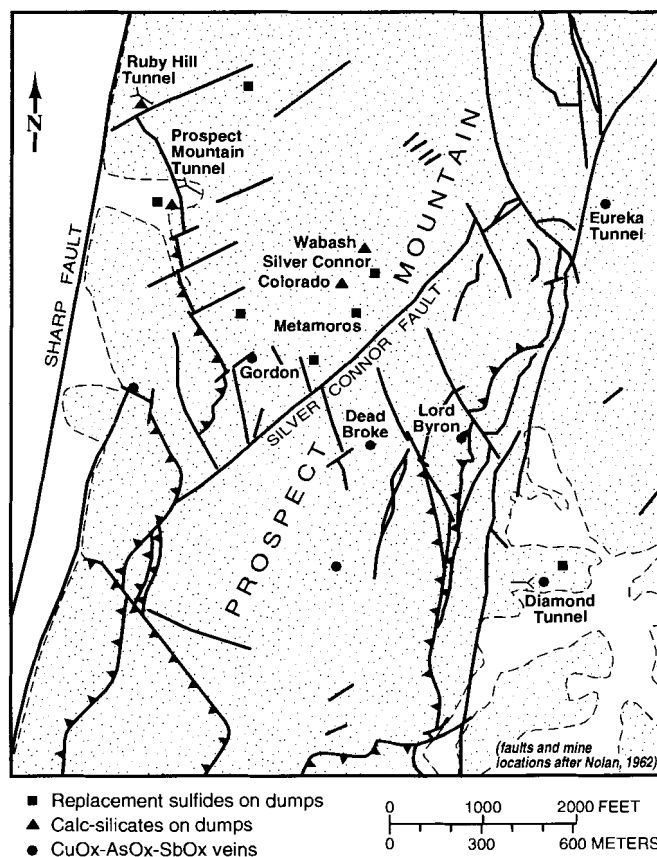 Ruby Hill
Tunnel
N
Prospect
Mountain
Tunnel
MOUNTAIN
Eureka
Tunnel
Wabash
Silver Connor
Colorado
SHARP FAULT
Metamoros
SILVER CONNOR FAULT
Gordon
Dead
Broke
Lord
Byron
PROSPECT
Diamond
Tunnel
(faults and mine
locations after Nolan, 1962)
Replacement sulfides on dumps
Calc-silicates on dumps
CuOx-AsOx-SbOx veins
0 1000 2000 FEET
0 300 600 METERS